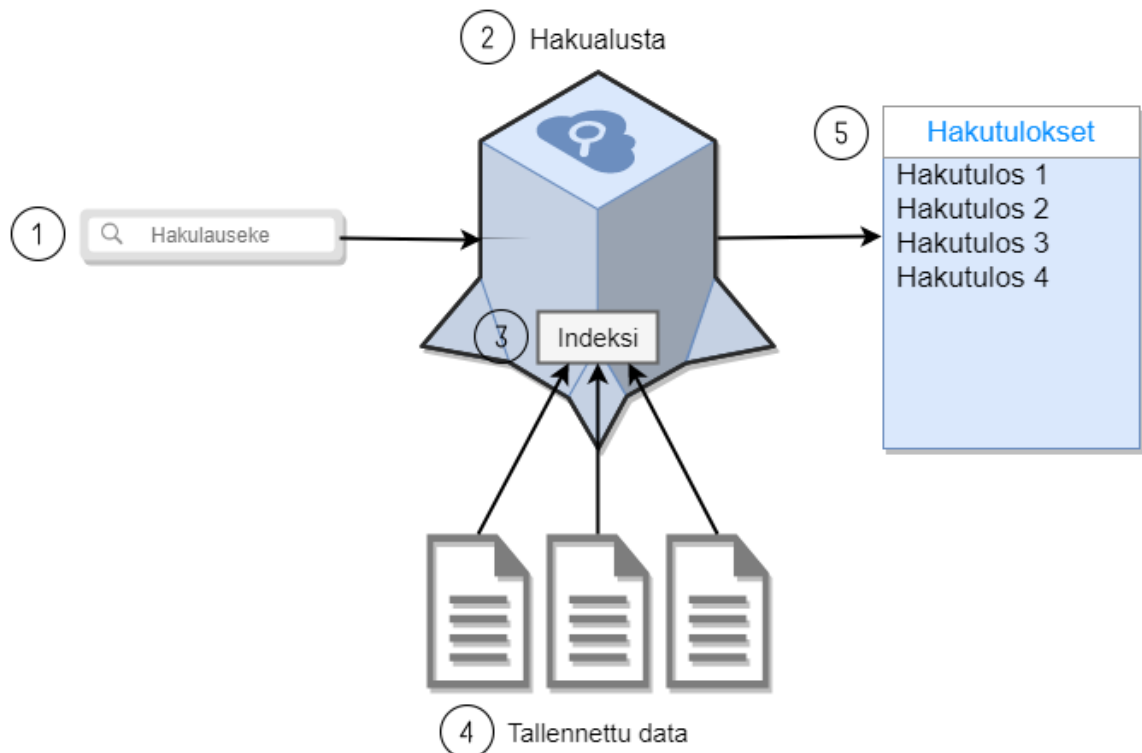 2 Hakualusta
5 Hakutulokset
Hakutulos 1
Hakutulos 2
Hakutulos 3
Hakutulos 4
1 Hakulauseke
3 Indeksi
4 Tallennettu data